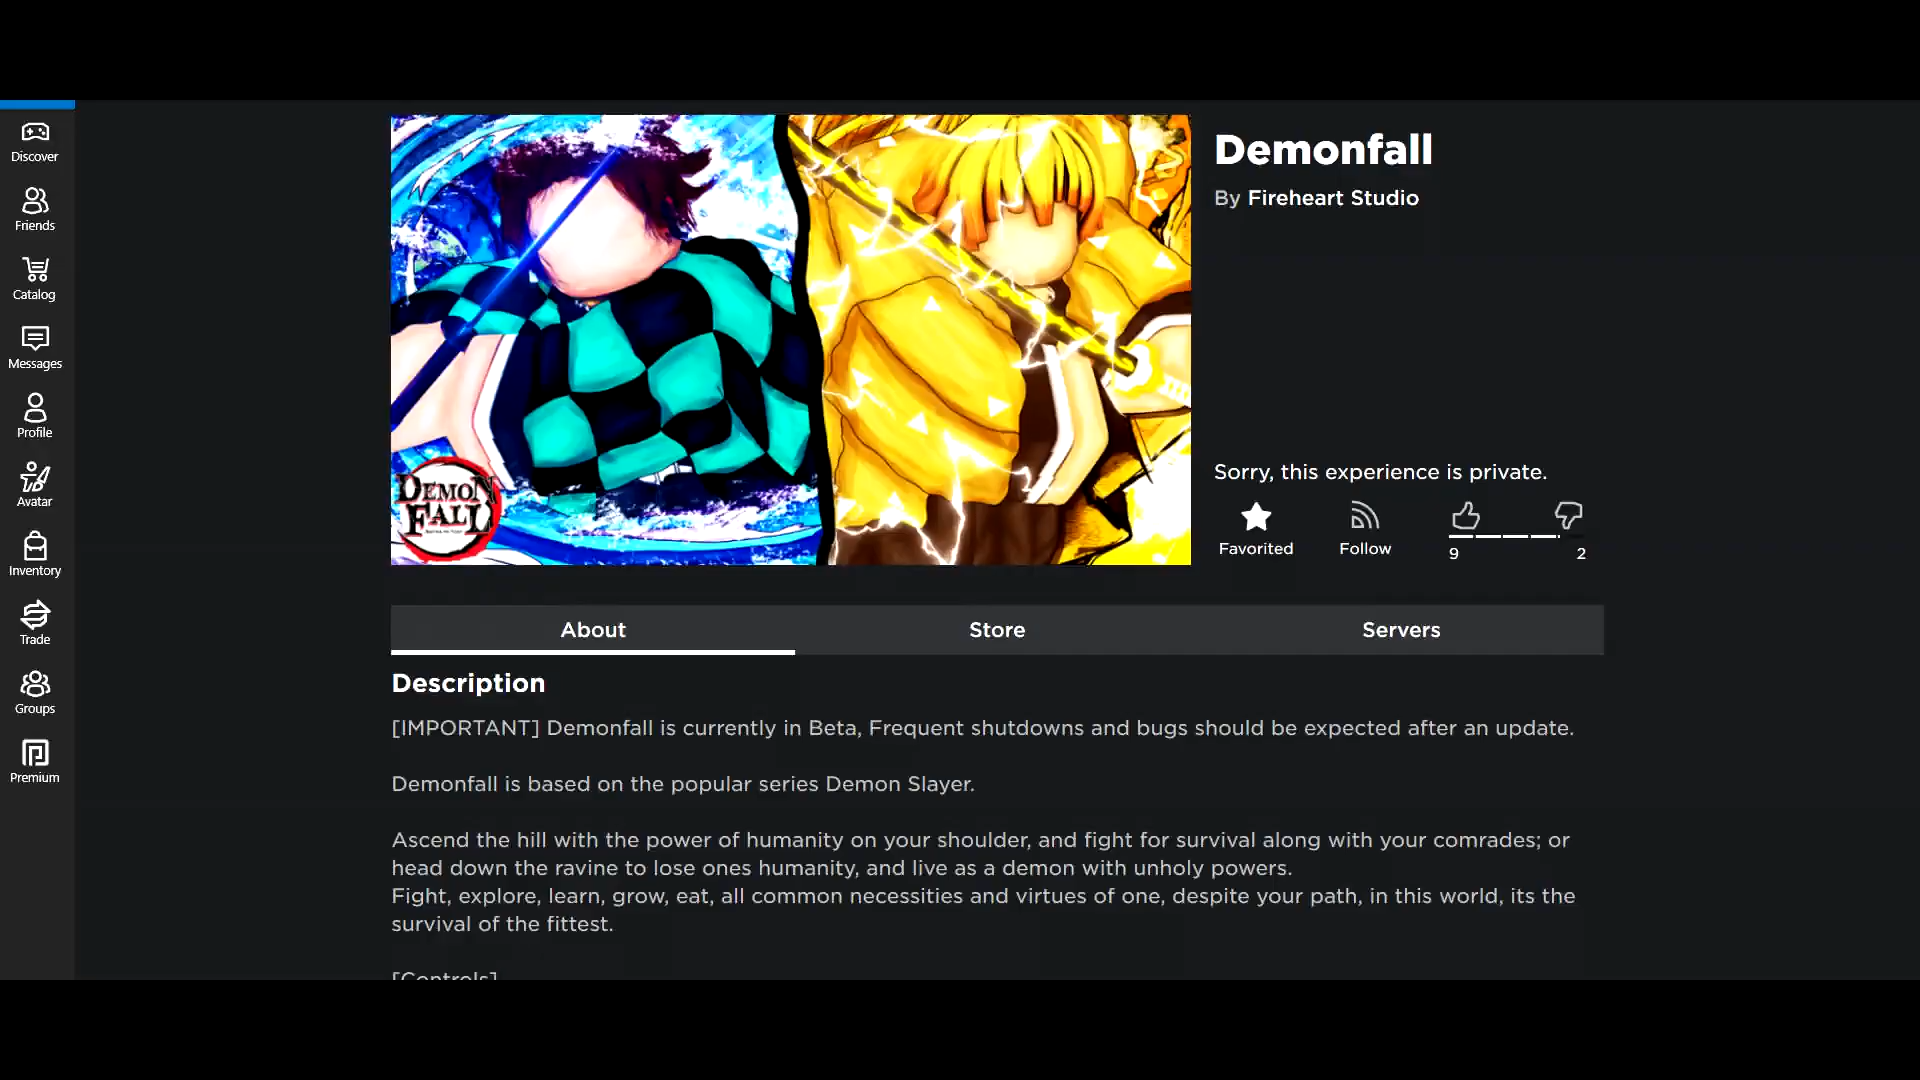 Discover
Friends
Catalog
Messages
Profile
Avatar
Inventory
Trade
Groups
Premium
DEMON
FALL
Demonfall
By Fireheart Studio
Sorry, this experience is private.
Favorited
Follow
9
2
About
Store
Servers
Description
[IMPORTANT] Demonfall is currently in Beta, Frequent shutdowns and bugs should be expected after an update.
Demonfall is based on the popular series Demon Slayer.
Ascend the hill with the power of humanity on your shoulder, and fight for survival along with your comrades; or
head down the ravine to lose ones humanity, and live as a demon with unholy powers.
Fight, explore, learn, grow, eat, all common necessities and virtues of one, despite your path, in this world, its the
survival of the fittest.
[Controls]